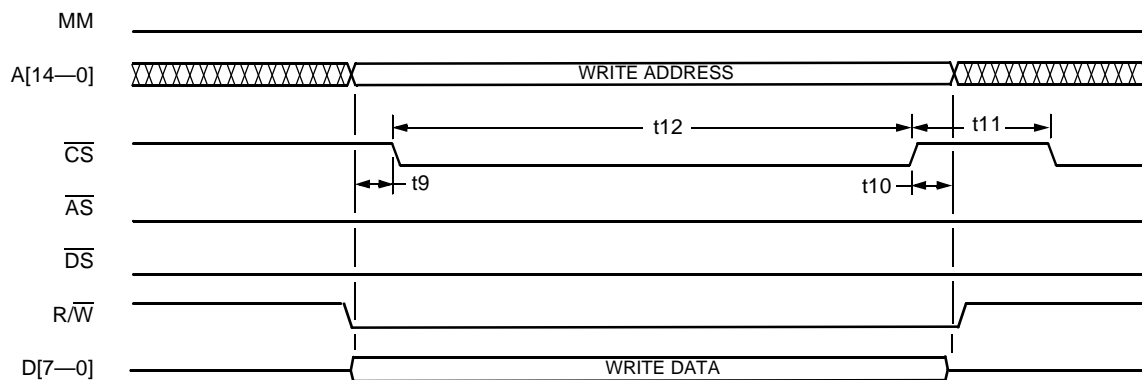 MM
A[14—0] WRITE ADDRESS
t12 t11
CS
t9 t10
AS
DS
R/W
D[7—0] WRITE DATA